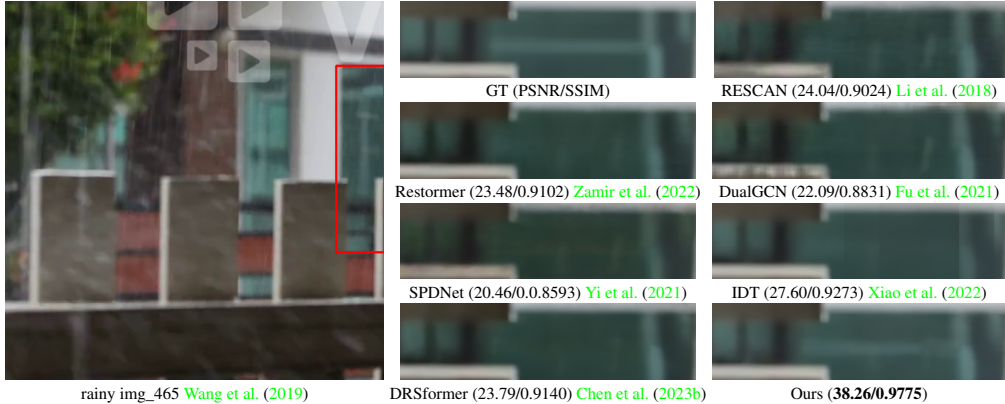 V
GT (PSNR/SSIM)
RESCAN (24.04/0.9024) Li et al. (2018)
Restormer (23.48/0.9102) Zamir et al. (2022)
DualGCN (22.09/0.8831) Fu et al. (2021)
SPDNet (20.46/0.0.8593) Yi et al. (2021)
IDT (27.60/0.9273) Xiao et al. (2022)
rainy img_465 Wang et al. (2019)
DRSformer (23.79/0.9140) Chen et al. (2023b)
Ours (38.26/0.9775)